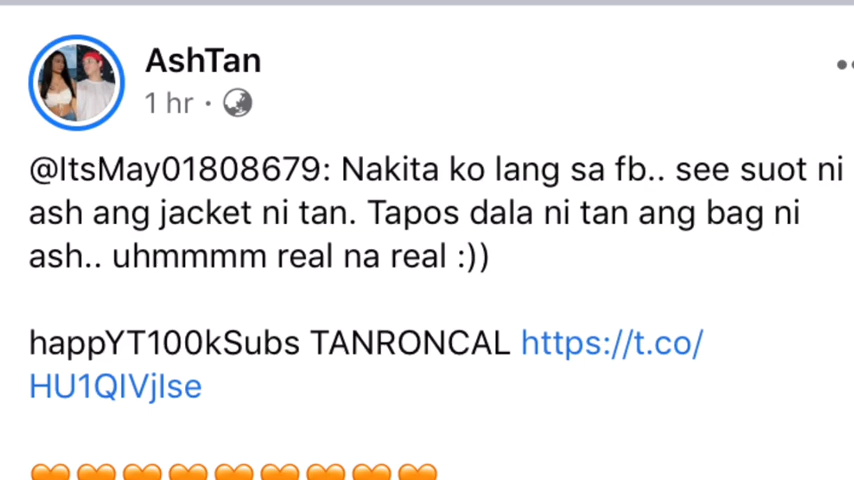 AshTan
1 hr ·
@ItsMay01808679: Nakita ko lang sa fb.. see suot ni
ash ang jacket ni tan. Tapos dala ni tan ang bag ni
ash.. uhmmmm real na real :))
happYT100kSubs TANRONCAL https://t.co/
HU1QIVjIse
🧡🧡🧡🧡🧡🧡🧡🧡🧡